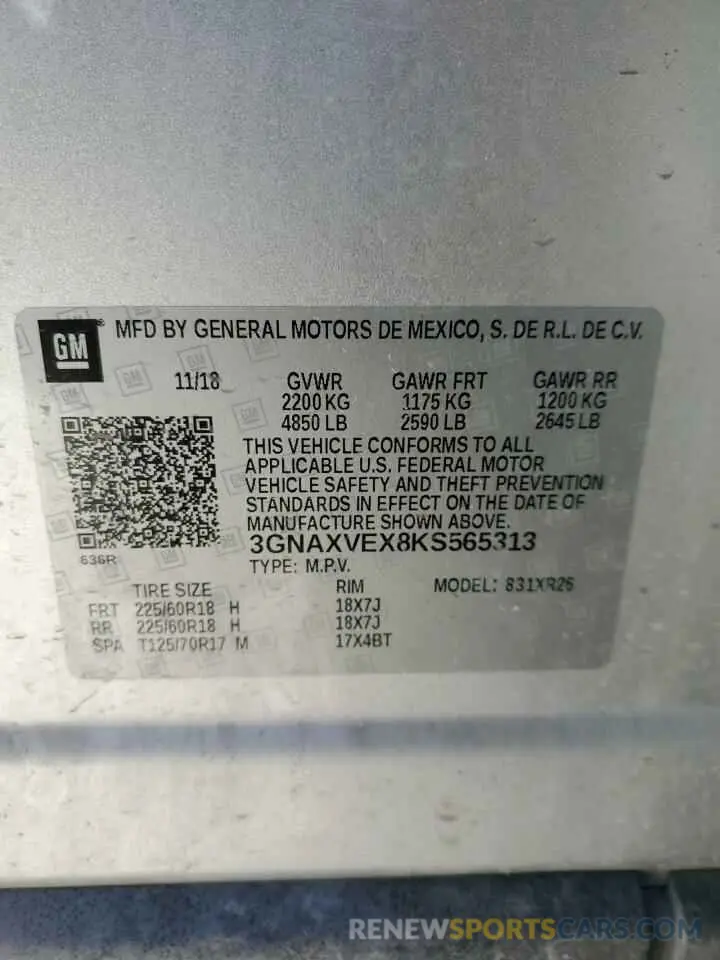 GM ® MFD BY GENERAL MOTORS DE MEXICO, S. DE R.L. DE C.V.
11/18 GVWR GAWR FRT GAWR RR
2200 KG 1175 KG 1200 KG
4850 LB 2590 LB 2645 LB
THIS VEHICLE CONFORMS TO ALL
APPLICABLE U.S. FEDERAL MOTOR
VEHICLE SAFETY AND THEFT PREVENTION
STANDARDS IN EFFECT ON THE DATE OF
MANUFACTURE SHOWN ABOVE.
3GNAXVEX8KS565313
636R
TYPE: M.P.V.
TIRE SIZE RIM MODEL: 831XR26
FRT 225/60R18 H 18X7J
RR 225/60R18 H 18X7J
SPA T125/70R17 M 17X4BT
RENEWSPORTSCARS.COM